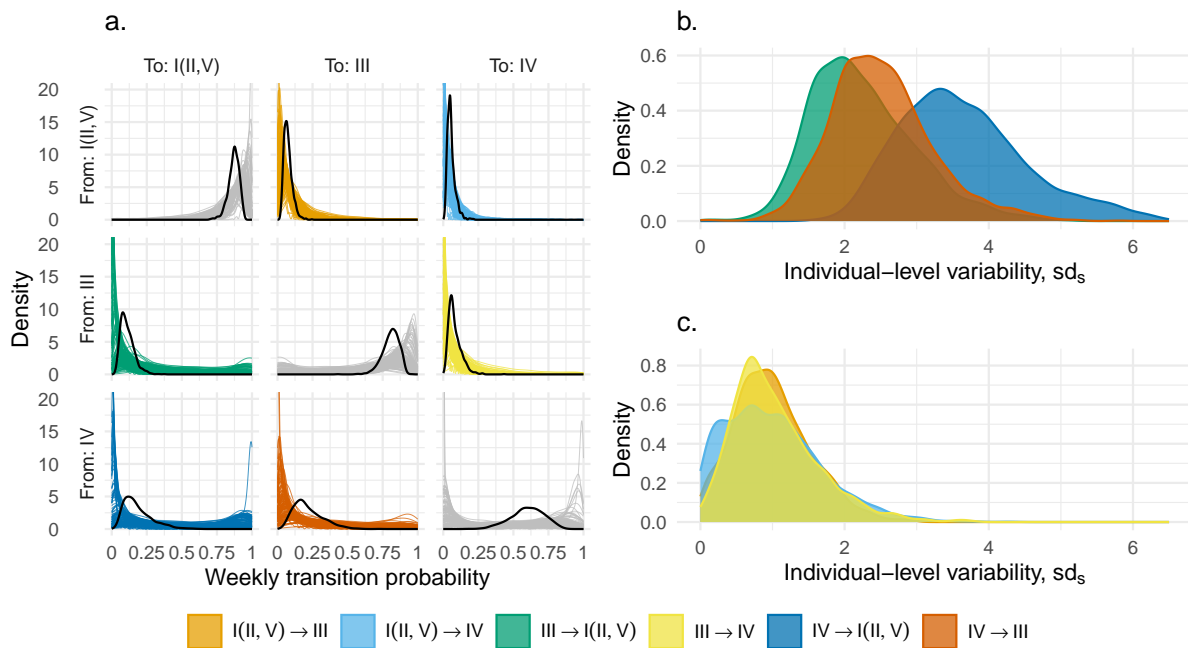 a.
To: I(II,V) To: III To: IV
From: I(II,V)
20
15
10
5
0
From: III
20
15
10
5
0
From: IV
20
15
10
5
0
Density
0 0.25 0.5 0.75 1 0 0.25 0.5 0.75 1 0 0.25 0.5 0.75 1
Weekly transition probability
b.
Density
0.6
0.4
0.2
0.0
0 2 4 6
Individual−level variability, sds
c.
Density
0.8
0.6
0.4
0.2
0.0
0 2 4 6
Individual−level variability, sds
I(II, V) → III I(II, V) → IV III → I(II, V) III → IV IV → I(II, V) IV → III